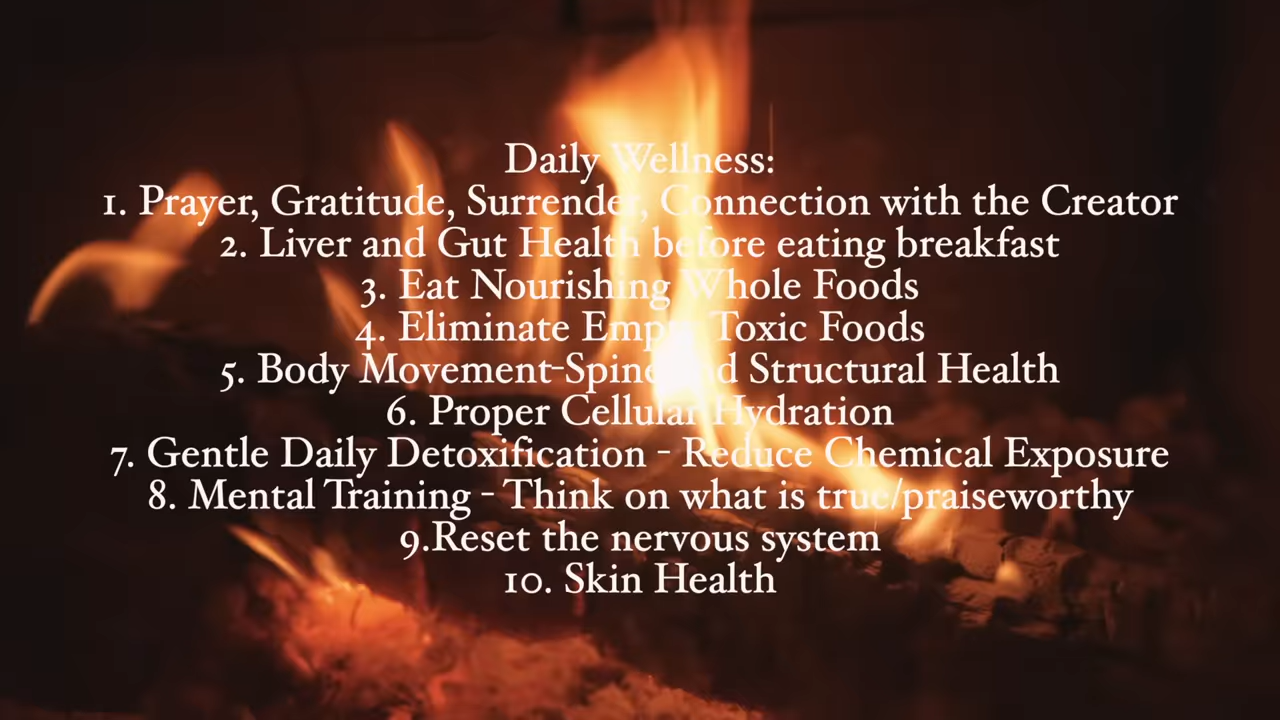 Daily Wellness:
1. Prayer, Gratitude, Surrender, Connection with the Creator
2. Liver and Gut Health before eating breakfast
3. Eat Nourishing Whole Foods
4. Eliminate Empty Toxic Foods
5. Body Movement-Spine and Structural Health
6. Proper Cellular Hydration
7. Gentle Daily Detoxification - Reduce Chemical Exposure
8. Mental Training - Think on what is true/praiseworthy
9.Reset the nervous system
10. Skin Health